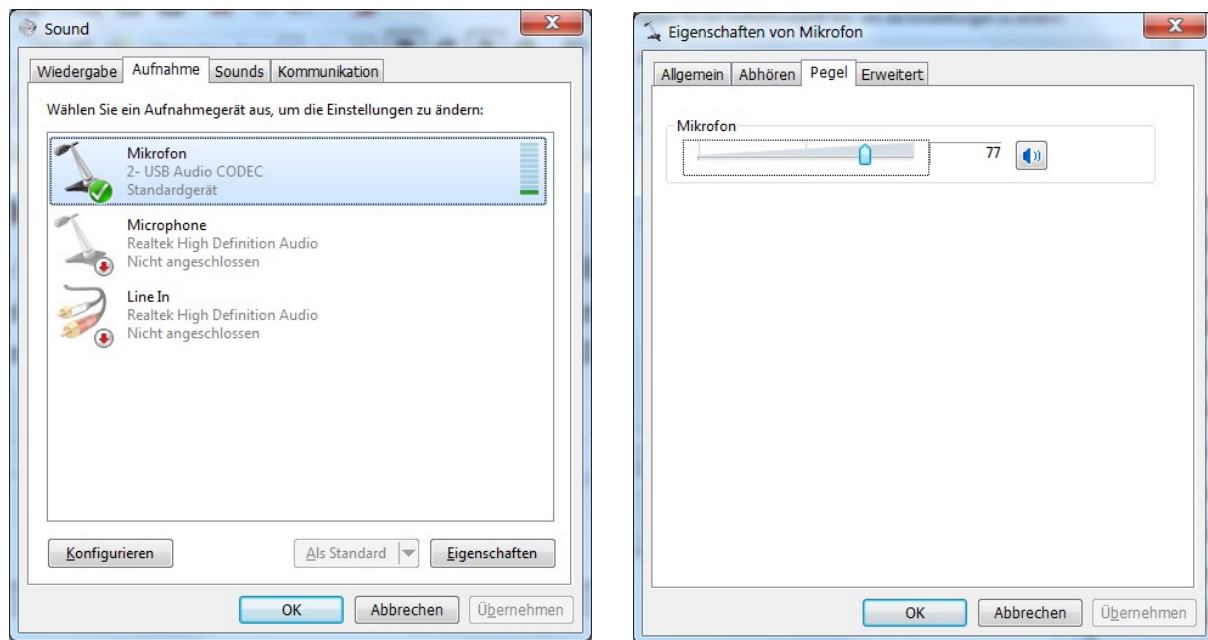 Sound
Wiedergabe Aufnahme Sounds Kommunikation
Wählen Sie ein Aufnahmegerät aus, um die Einstellungen zu ändern:
Mikrofon
2- USB Audio CODEC
Standardgerät
Microphone
Realtek High Definition Audio
Nicht angeschlossen
Line In
Realtek High Definition Audio
Nicht angeschlossen
Konfigurieren Als Standard Eigenschaften
OK Abbrechen Übernehmen
Eigenschaften von Mikrofon
Allgemein Abhören Pegel Erweitert
Mikrofon
77
OK Abbrechen Übernehmen